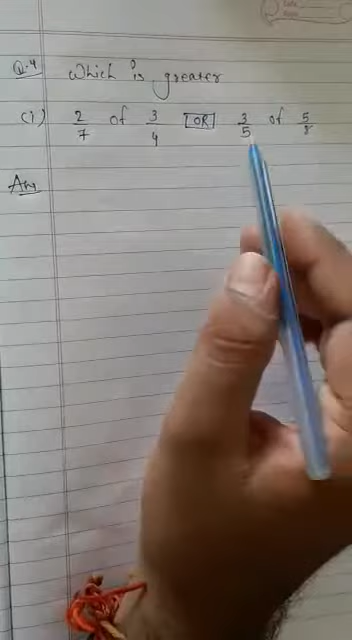 Q.4 Which is greater
(i) 2/7 of 3/4 OR 3/5 of 5/8
Ans